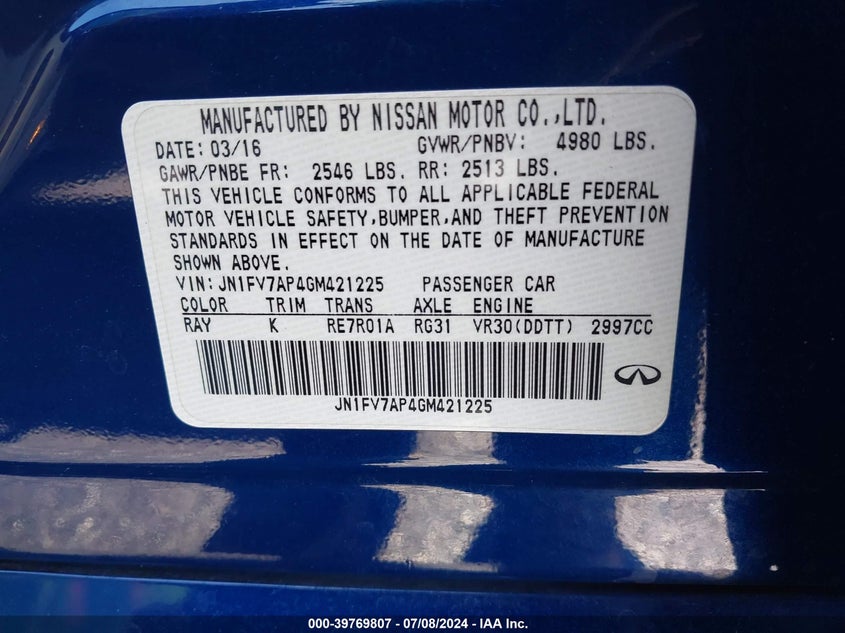 MANUFACTURED BY NISSAN MOTOR CO.,LTD.
DATE: 03/16 GVWR/PNBV: 4980 LBS.
GAWR/PNBE FR: 2546 LBS. RR: 2513 LBS.
THIS VEHICLE CONFORMS TO ALL APPLICABLE FEDERAL
MOTOR VEHICLE SAFETY,BUMPER,AND THEFT PREVENTION
STANDARDS IN EFFECT ON THE DATE OF MANUFACTURE
SHOWN ABOVE.
VIN: JN1FV7AP4GM421225 PASSENGER CAR
COLOR TRIM TRANS AXLE ENGINE
RAY K RE7R01A RG31 VR30(DDTT) 2997CC
JN1FV7AP4GM421225
000-39769807 - 07/08/2024 - IAA Inc.